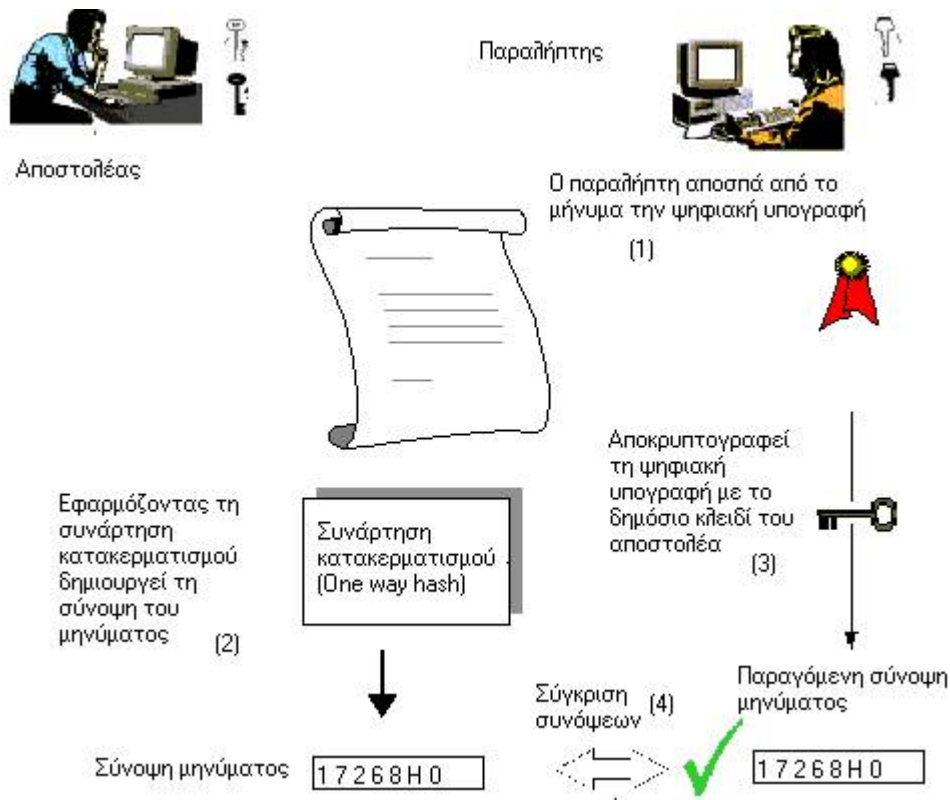 Παραλήπτης
Αποστολέας
Ο παραλήπτη αποσπά από το
μήνυμα την ψηφιακή υπογραφή
(1)
Αποκρυπτογραφεί
τη ψηφιακή
υπογραφή με το
δημόσιο κλειδί του
αποστολέα
(3)
Εφαρμόζοντας τη
συνάρτηση
κατακερματισμού
δημιουργεί τη
σύνοψη του
μηνύματος
(2)
Συνάρτηση
κατακερματισμού
(One way hash)
Παραγόμενη σύνοψη
μηνύματος
Σύγκριση
συνόψεων
(4)
Σύνοψη μηνύματος
17268H0
17268H0